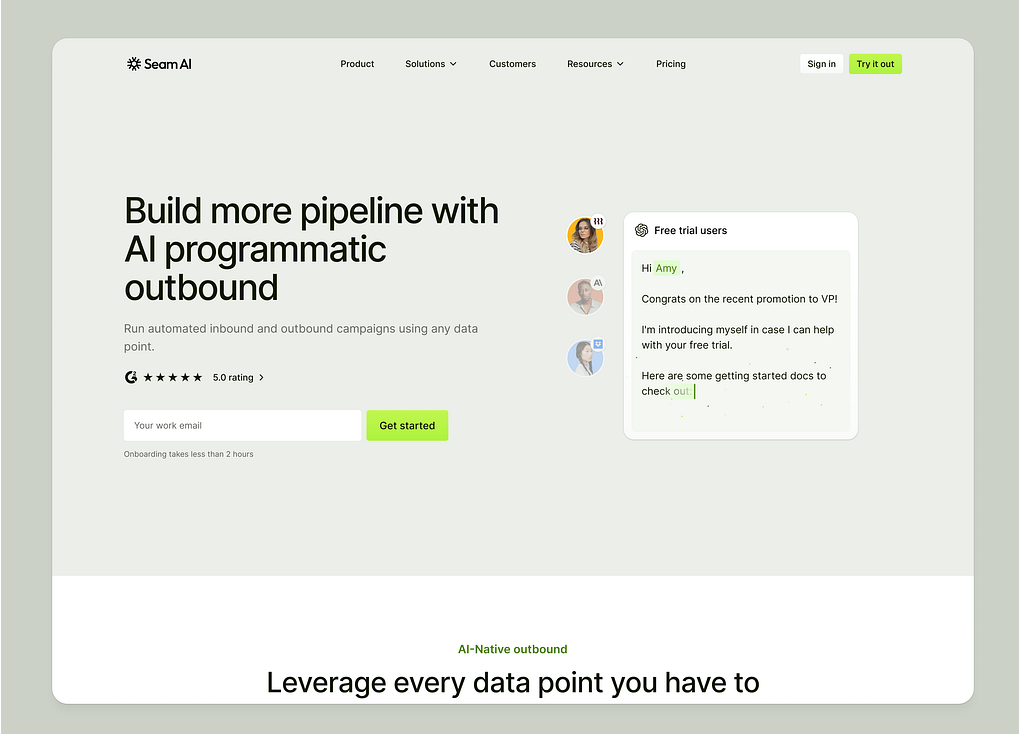 Seam AI
Product
Solutions
Customers
Resources
Pricing
Sign in
Try it out
Build more pipeline with
AI programmatic
outbound
Run automated inbound and outbound campaigns using any data
point.
5.0 rating
Your work email
Get started
Onboarding takes less than 2 hours
Free trial users
Hi Amy ,
Congrats on the recent promotion to VP!
I'm introducing myself in case I can help
with your free trial.
Here are some getting started docs to
check out:
AI-Native outbound
Leverage every data point you have to